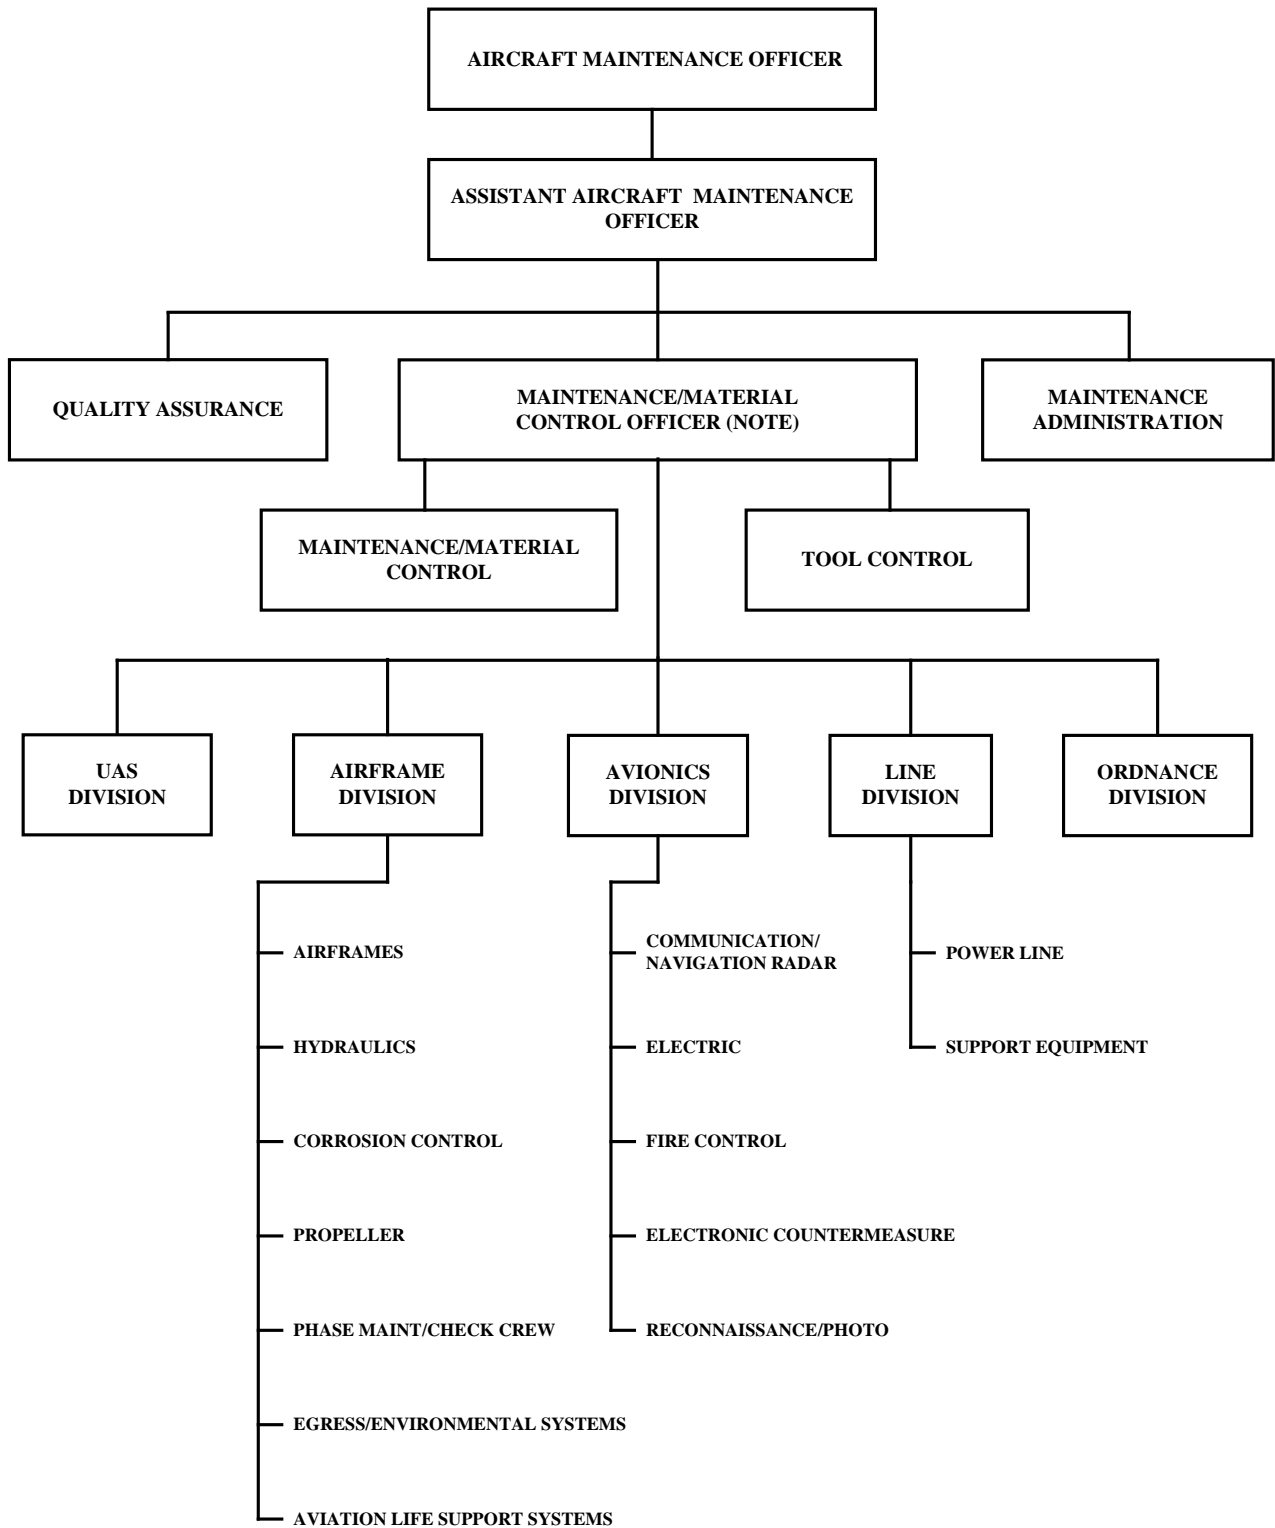 AIRCRAFT MAINTENANCE OFFICER
ASSISTANT AIRCRAFT MAINTENANCE
OFFICER
QUALITY ASSURANCE
MAINTENANCE/MATERIAL
CONTROL OFFICER (NOTE)
MAINTENANCE
ADMINISTRATION
MAINTENANCE/MATERIAL
CONTROL
TOOL CONTROL
UAS
DIVISION
AIRFRAME
DIVISION
AVIONICS
DIVISION
LINE
DIVISION
ORDNANCE
DIVISION
AIRFRAMES
HYDRAULICS
CORROSION CONTROL
PROPELLER
PHASE MAINT/CHECK CREW
EGRESS/ENVIRONMENTAL SYSTEMS
AVIATION LIFE SUPPORT SYSTEMS
COMMUNICATION/
NAVIGATION RADAR
ELECTRIC
FIRE CONTROL
ELECTRONIC COUNTERMEASURE
RECONNAISSANCE/PHOTO
POWER LINE
SUPPORT EQUIPMENT